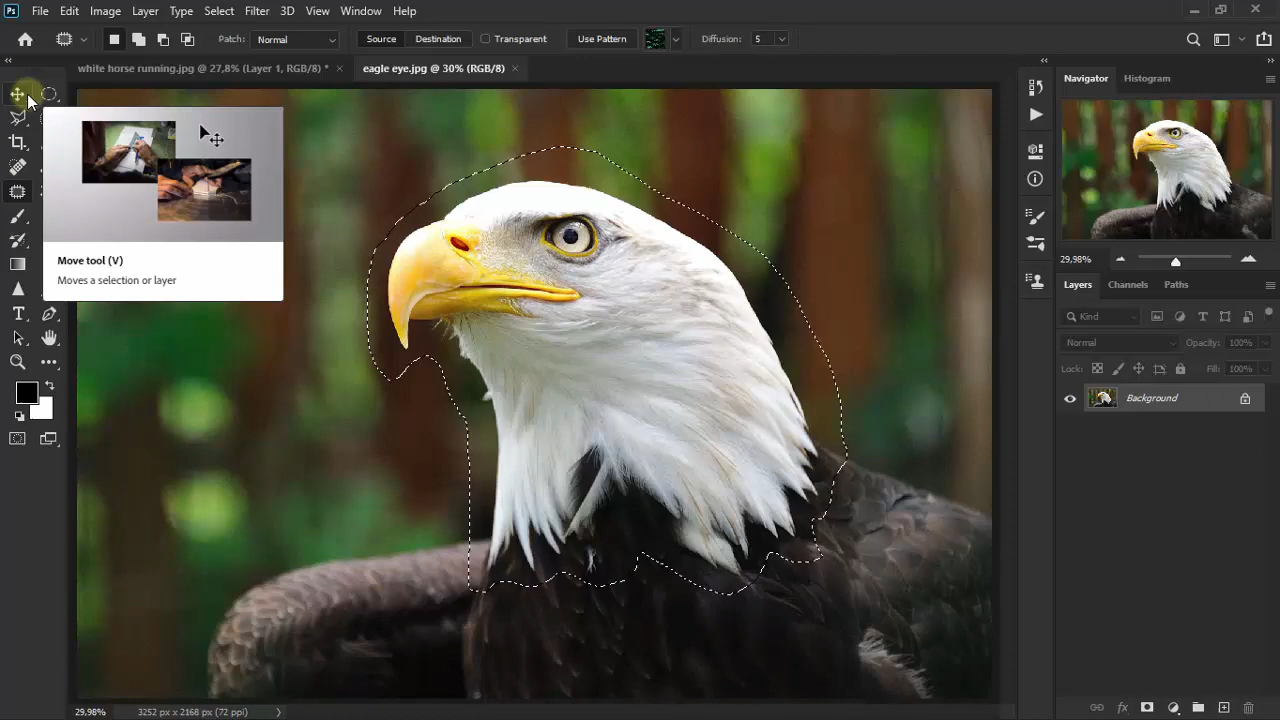 Ps File Edit Image Layer Type Select Filter 3D View Window Help
Patch: Normal Source Destination Transparent Use Pattern Diffusion: 5
white horse running.jpg @ 27,8% (Layer 1, RGB/8) * eagle eye.jpg @ 30% (RGB/8)
Move tool (V)
Moves a selection or layer
Navigator Histogram
29,98%
Layers Channels Paths
Kind
Normal Opacity: 100%
Lock: Fill: 100%
Background
29,98% 3252 px x 2168 px (72 ppi)